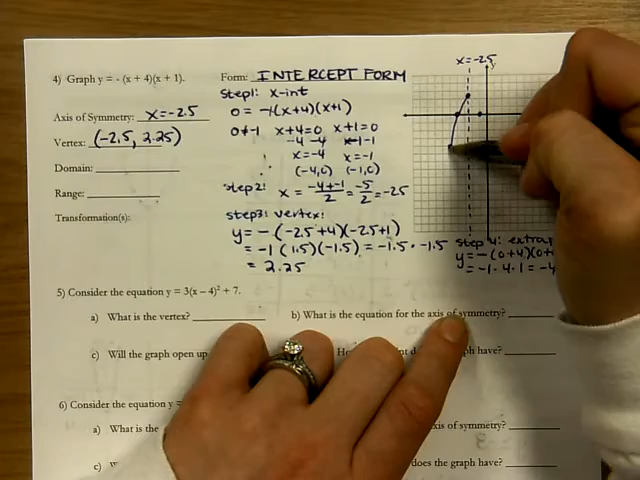 4) Graph y = - (x + 4)(x + 1). Form: INTERCEPT FORM
x=-2.5
y
step1: x-int
0 = -1(x+4)(x+1)
Axis of Symmetry: x=-2.5
0≠-1 x+4=0 x+1=0
-4 -4 -1 -1
Vertex: (-2.5, 2.25)
x=-4 x=-1
(-4,0) (-1,0)
Domain:
step2: x = -4+-1/2 = -5/2 = -2.5
Range:
Transformation(s):
step3: vertex:
y= -(-2.5+4)(-2.5+1)
= -1(1.5)(-1.5) = -1.5 · -1.5
= 2.25
step 4: extra
y=-(0+4)(0+
=-1·4·1=-4
5) Consider the equation y = 3(x – 4)² + 7.
a) What is the vertex? b) What is the equation for the axis of symmetry?
c) Will the graph open up have?
6) Consider the equation y =
a) What is the axis of symmetry?
c) does the graph have?